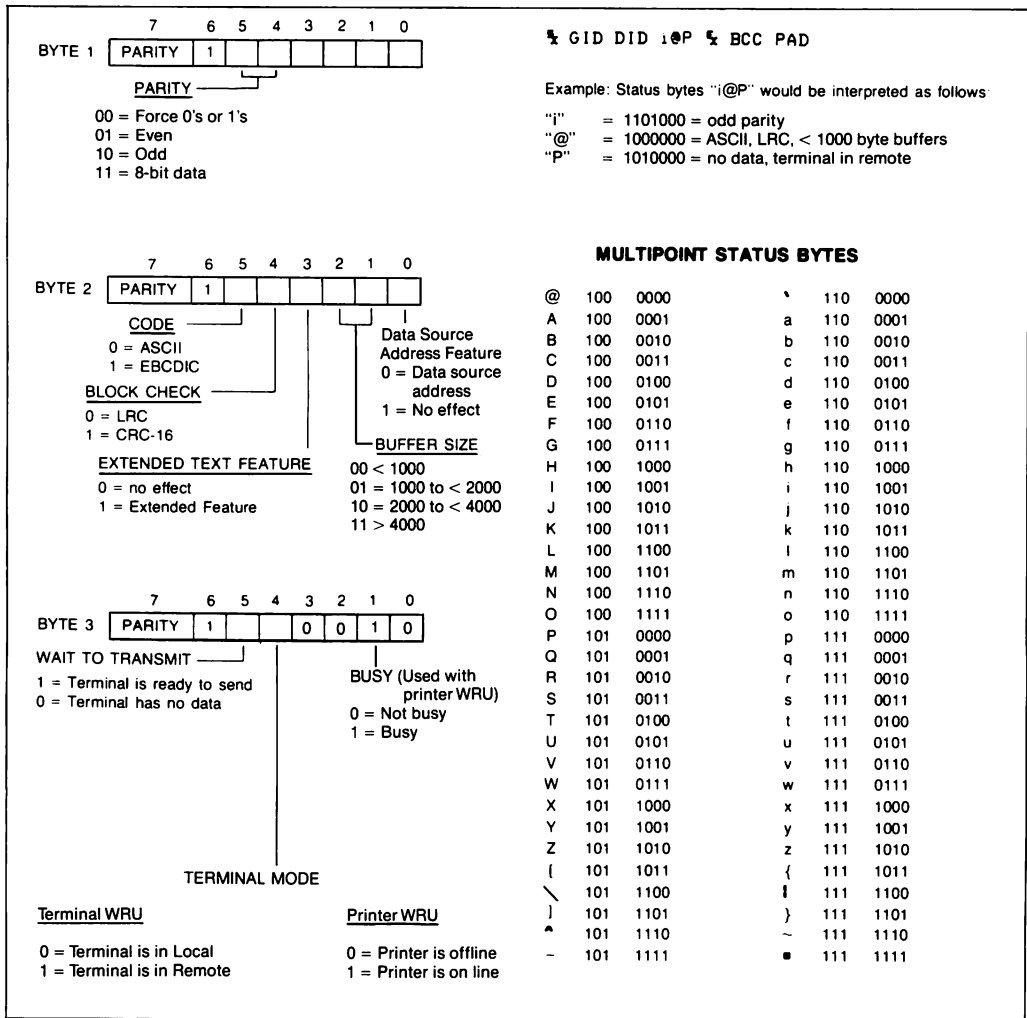 7 6 5 4 3 2 1 0
BYTE 1 PARITY 1
PARITY
00 = Force 0's or 1's
01 = Even
10 = Odd
11 = 8-bit data
GID DID i@P BCC PAD
Example: Status bytes "i@P" would be interpreted as follows:
"i" = 1101000 = odd parity
"@" = 1000000 = ASCII, LRC, < 1000 byte buffers
"P" = 1010000 = no data, terminal in remote
7 6 5 4 3 2 1 0
BYTE 2 PARITY 1
CODE
0 = ASCII
1 = EBCDIC
BLOCK CHECK
0 = LRC
1 = CRC-16
EXTENDED TEXT FEATURE
0 = no effect
1 = Extended Feature
Data Source
Address Feature
0 = Data source
address
1 = No effect
BUFFER SIZE
00 < 1000
01 = 1000 to < 2000
10 = 2000 to < 4000
11 > 4000
7 6 5 4 3 2 1 0
BYTE 3 PARITY 1 0 0 1 0
WAIT TO TRANSMIT
1 = Terminal is ready to send
0 = Terminal has no data
BUSY (Used with
printer WRU)
0 = Not busy
1 = Busy
TERMINAL MODE
Terminal WRU
0 = Terminal is in Local
1 = Terminal is in Remote
Printer WRU
0 = Printer is offline
1 = Printer is on line
MULTIPOINT STATUS BYTES
@ 100 0000 ` 110 0000
A 100 0001 a 110 0001
B 100 0010 b 110 0010
C 100 0011 c 110 0011
D 100 0100 d 110 0100
E 100 0101 e 110 0101
F 100 0110 f 110 0110
G 100 0111 g 110 0111
H 100 1000 h 110 1000
I 100 1001 i 110 1001
J 100 1010 j 110 1010
K 100 1011 k 110 1011
L 100 1100 l 110 1100
M 100 1101 m 110 1101
N 100 1110 n 110 1110
O 100 1111 o 110 1111
P 101 0000 p 111 0000
Q 101 0001 q 111 0001
R 101 0010 r 111 0010
S 101 0011 s 111 0011
T 101 0100 t 111 0100
U 101 0101 u 111 0101
V 101 0110 v 111 0110
W 101 0111 w 111 0111
X 101 1000 x 111 1000
Y 101 1001 y 111 1001
Z 101 1010 z 111 1010
[ 101 1011 { 111 1011
\ 101 1100 | 111 1100
] 101 1101 } 111 1101
^ 101 1110 ~ 111 1110
– 101 1111 ■ 111 1111